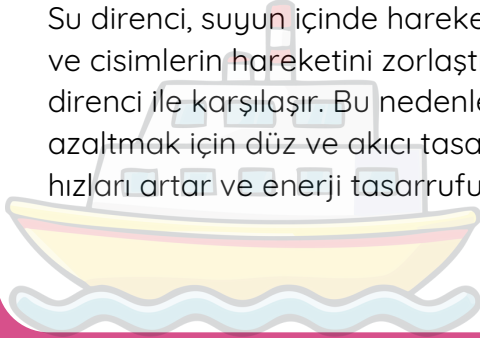 Su direnci, suyun içinde hareke
ve cisimlerin hareketini zorlaşt
direnci ile karşılaşır. Bu nedenle
azaltmak için düz ve akıcı tasa
hızları artar ve enerji tasarrufu